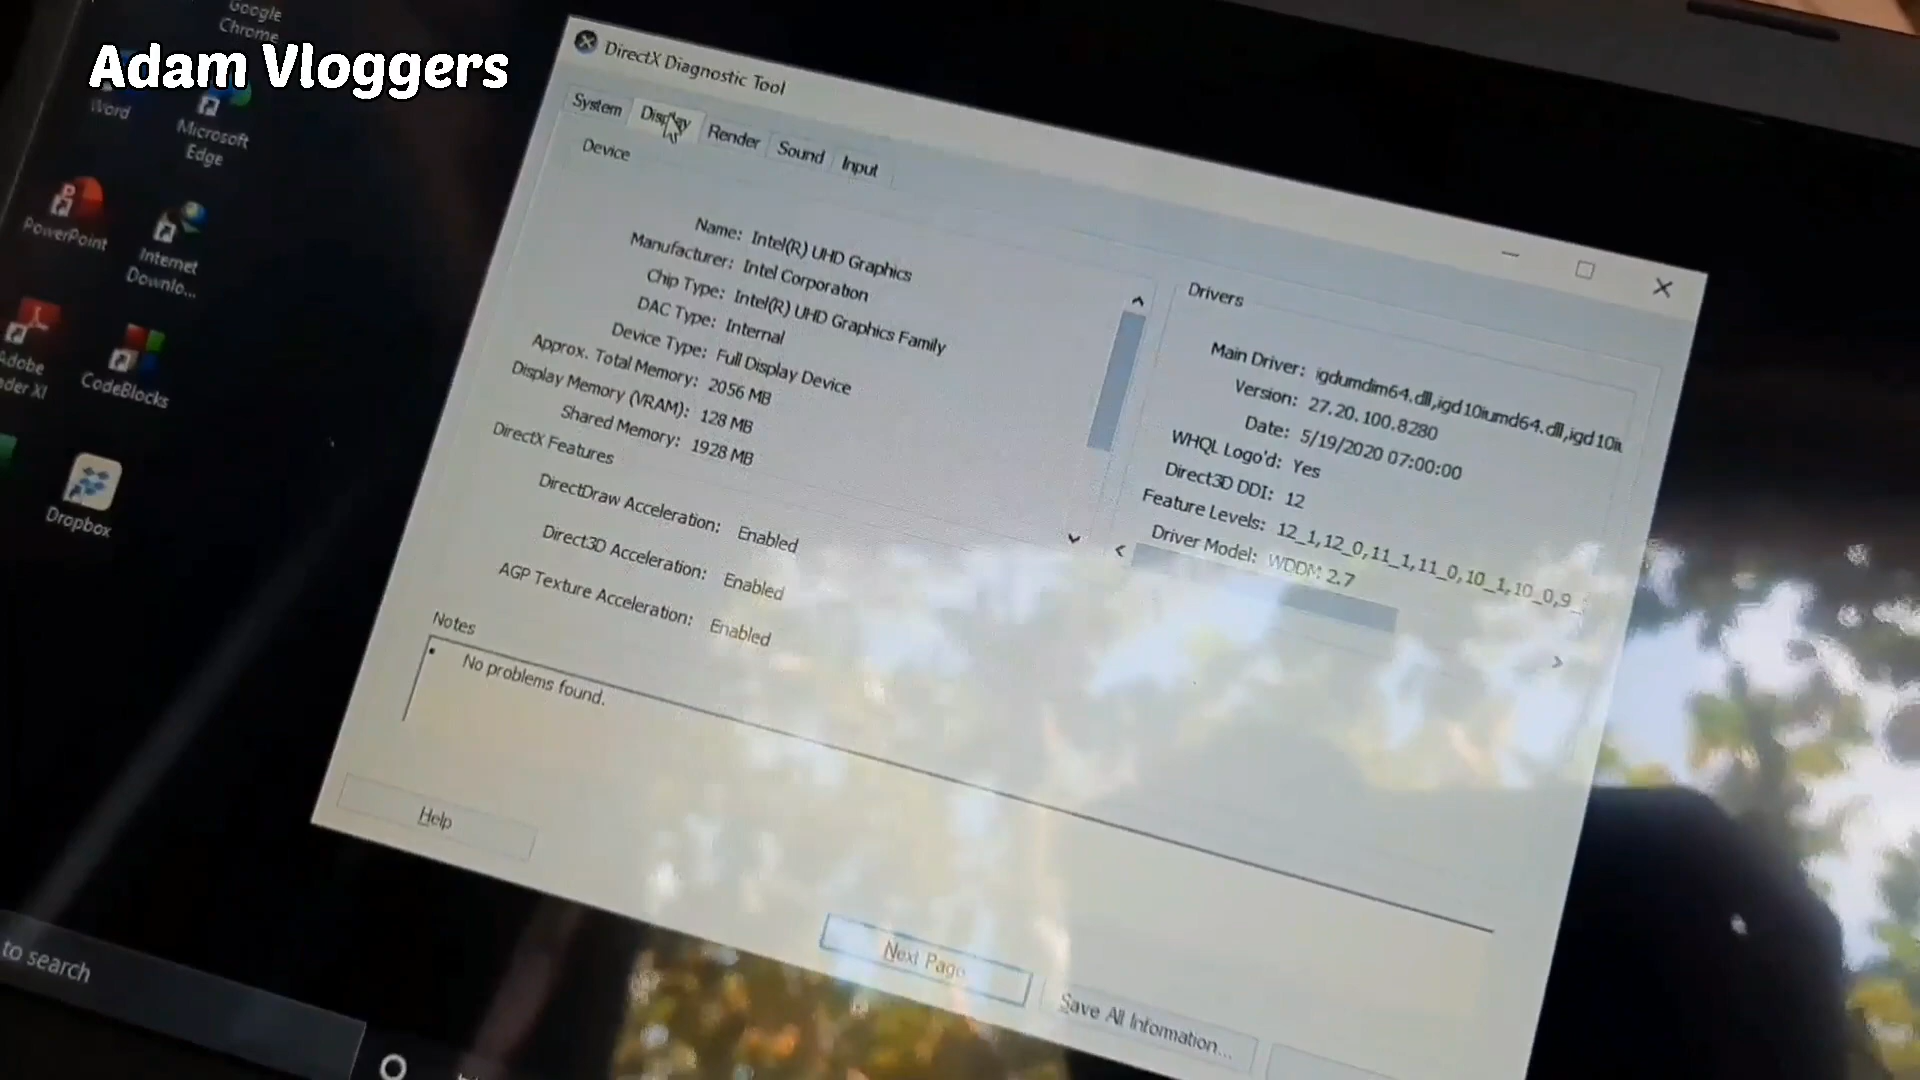 Google
Chrome
Adam Vloggers
Word
Microsoft
Edge
PowerPoint
Internet
Downlo...
Adobe
der XI
CodeBlocks
Dropbox
to search
DirectX Diagnostic Tool
System Display Render Sound Input
Device
Name: Intel(R) UHD Graphics
Manufacturer: Intel Corporation
Chip Type: Intel(R) UHD Graphics Family
DAC Type: Internal
Device Type: Full Display Device
Approx. Total Memory: 2056 MB
Display Memory (VRAM): 128 MB
Shared Memory: 1928 MB
Drivers
Main Driver: igdumdim64.dll,igd10iumd64.dll,igd10iu
Version: 27.20.100.8280
Date: 5/19/2020 07:00:00
WHQL Logo'd: Yes
Direct3D DDI: 12
Feature Levels: 12_1,12_0,11_1,11_0,10_1,10_0,9_
Driver Model: WDDM 2.7
DirectX Features
DirectDraw Acceleration: Enabled
Direct3D Acceleration: Enabled
AGP Texture Acceleration: Enabled
Notes
No problems found.
Help
Next Page
Save All Information...